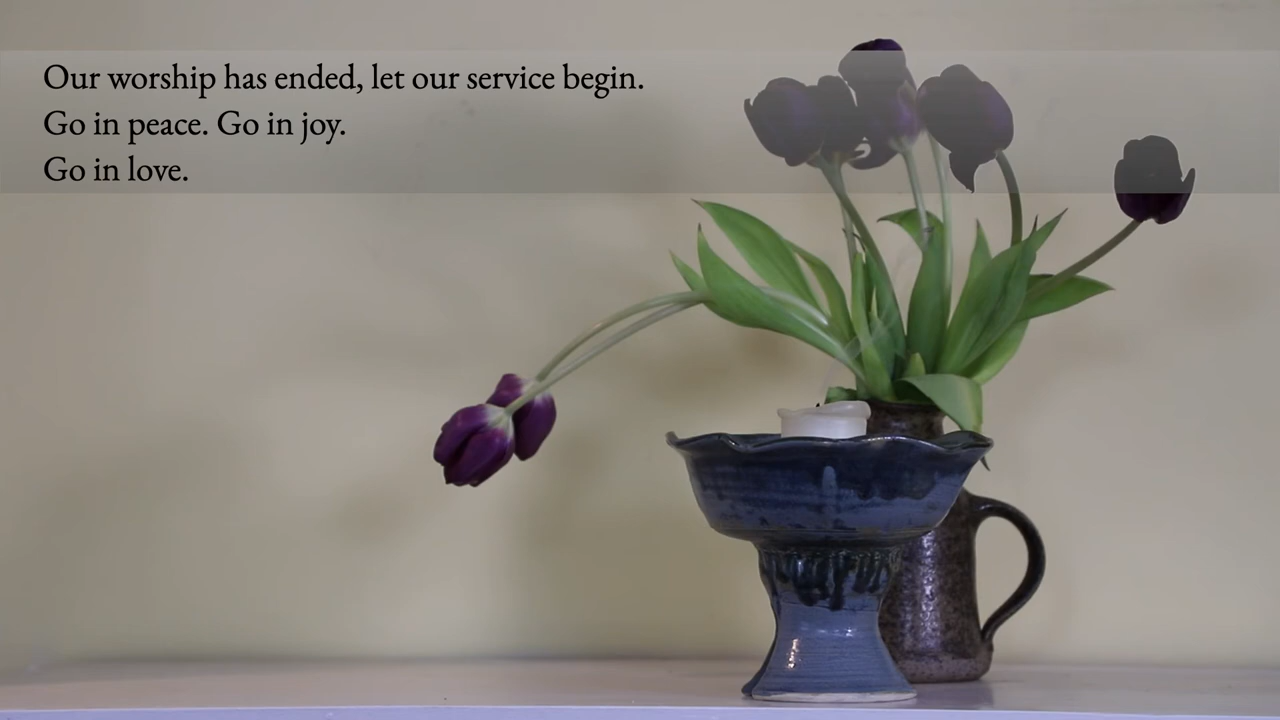 Our worship has ended, let our service begin.
Go in peace. Go in joy.
Go in love.